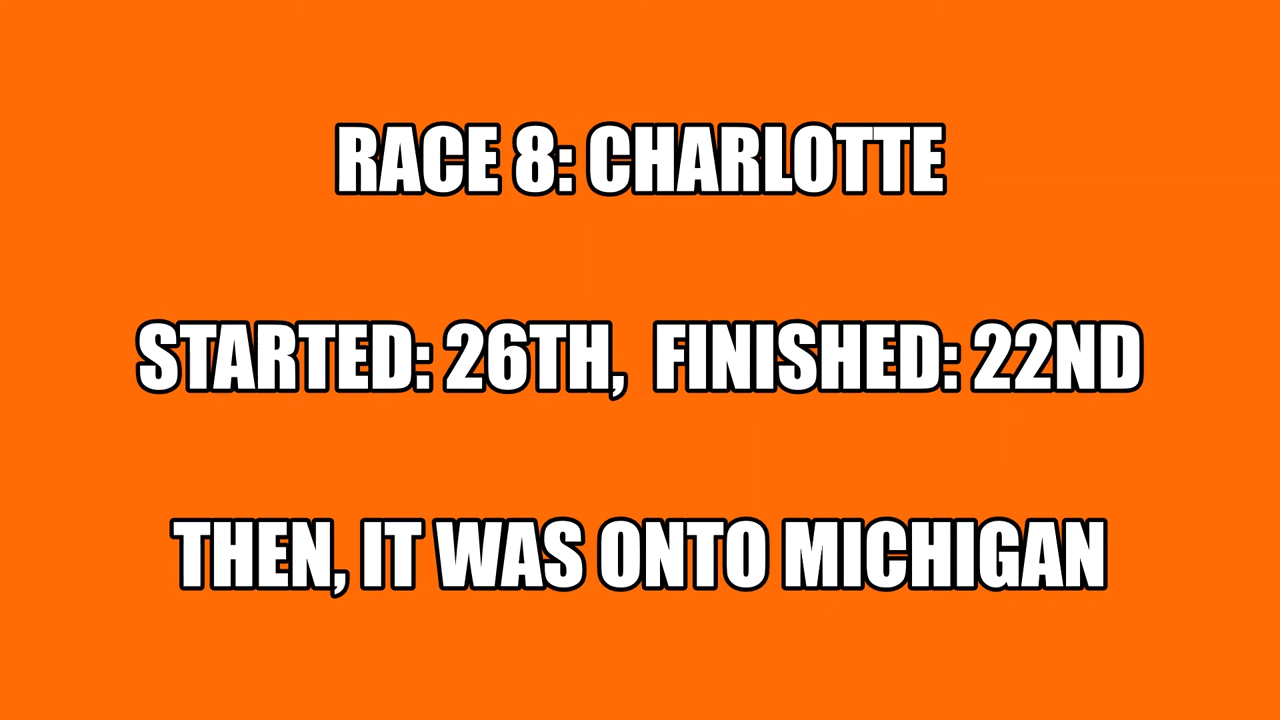 RACE 8: CHARLOTTE
STARTED: 26TH, FINISHED: 22ND
THEN, IT WAS ONTO MICHIGAN